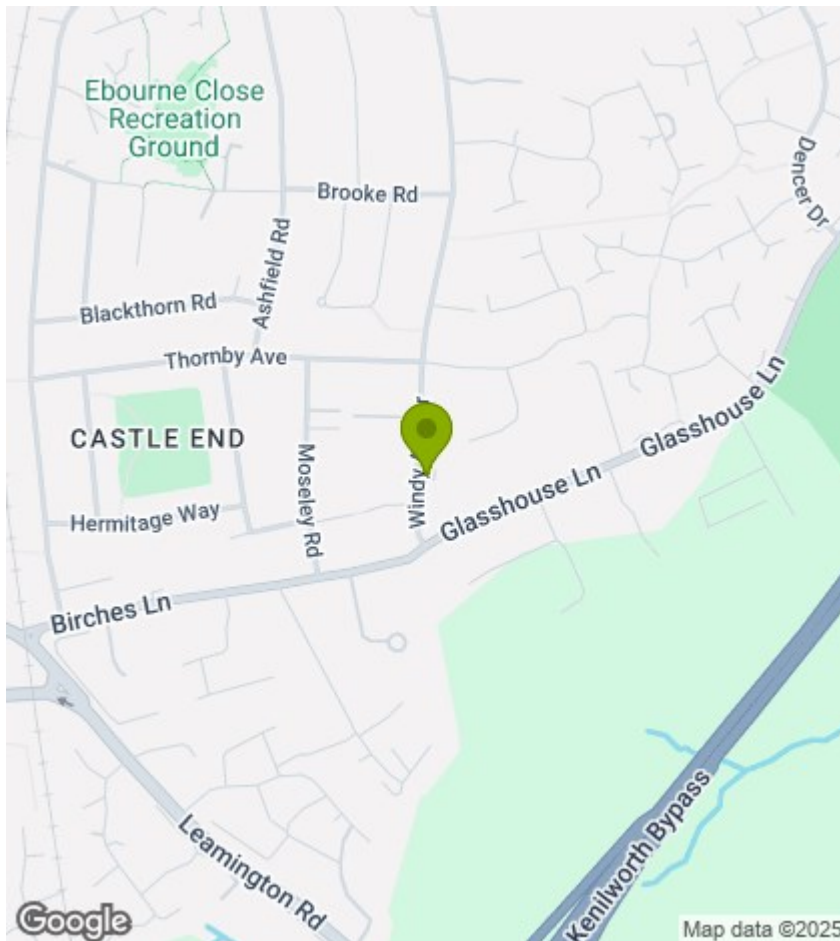 Ebourne Close
Recreation
Ground
Brooke Rd
Dencer Dr
Ashfield Rd
Blackthorn Rd
Thornby Ave
CASTLE END
Windy
Moseley Rd
Glasshouse Ln
Glasshouse Ln
Hermitage Way
Birches Ln
Leamington Rd
Kenilworth Bypass
Google
Map data ©2025